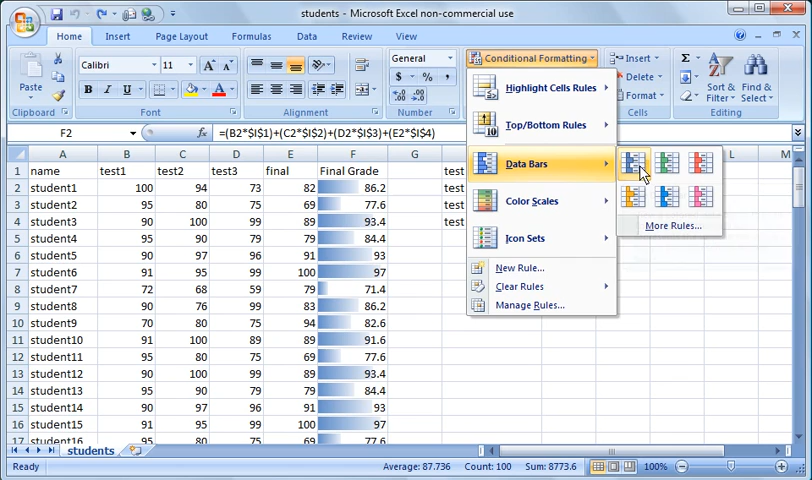 students - Microsoft Excel non-commercial use
Home Insert Page Layout Formulas Data Review View
Calibri 11 General Conditional Formatting Insert Σ
Paste B I U A $ % , Delete Sort & Filter Find & Select
Format
Clipboard Font Alignment Editing
F2 fx =(B2*$I$1)+(C2*$I$2)+(D2*$I$3)+(E2*$I$4)
A B C D E F G L M
1 name test1 test2 test3 final Final Grade test
2 student1 100 94 73 82 86.2 test
3 student2 95 80 75 69 77.6 test
4 student3 90 100 99 89 93.4 test
5 student4 95 90 79 79 84.4
6 student5 90 97 96 91 93
7 student6 91 95 99 100 97
8 student7 72 68 59 79 71.4
9 student8 90 76 99 83 86.2
10 student9 70 80 75 94 82.6
11 student10 91 100 89 89 91.6
12 student11 95 80 75 69 77.6
13 student12 90 100 99 89 93.4
14 student13 95 90 79 79 84.4
15 student14 90 97 96 91 93
16 student15 91 95 99 100 97
17 student16 95 80 75 69 77.6
Highlight Cells Rules
Top/Bottom Rules
Data Bars
Color Scales
Icon Sets
New Rule...
Clear Rules
Manage Rules...
More Rules...
students
Ready Average: 87.736 Count: 100 Sum: 8773.6 100%